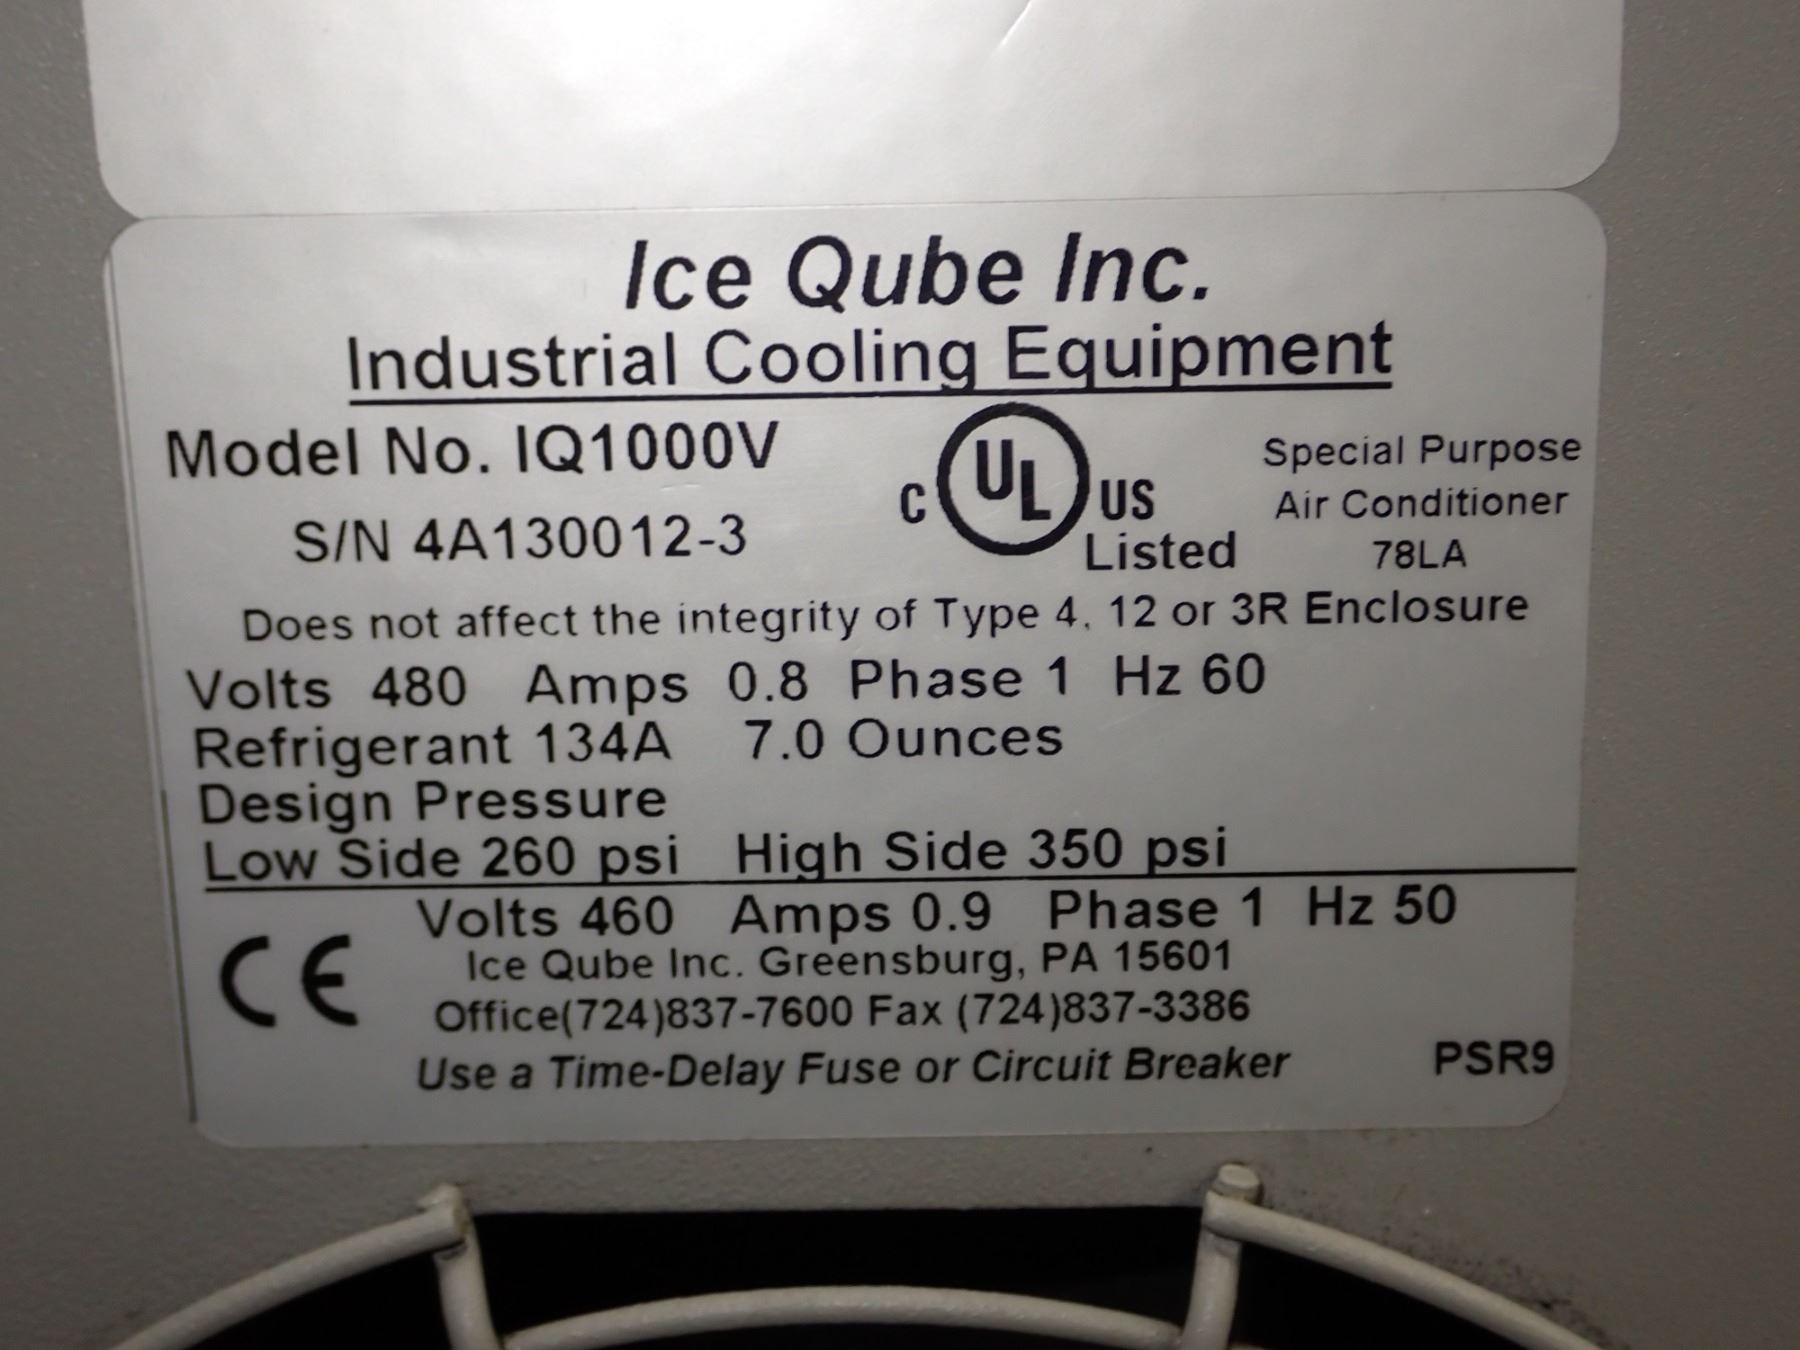 Ice Qube Inc.
Industrial Cooling Equipment
Model No. IQ1000V
S/N 4A130012-3
C UL US
Listed
Special Purpose
Air Conditioner
78LA
Does not affect the integrity of Type 4, 12 or 3R Enclosure
Volts 480 Amps 0.8 Phase 1 Hz 60
Refrigerant 134A 7.0 Ounces
Design Pressure
Low Side 260 psi High Side 350 psi
CE
Volts 460 Amps 0.9 Phase 1 Hz 50
Ice Qube Inc. Greensburg, PA 15601
Office(724)837-7600 Fax (724)837-3386
Use a Time-Delay Fuse or Circuit Breaker PSR9